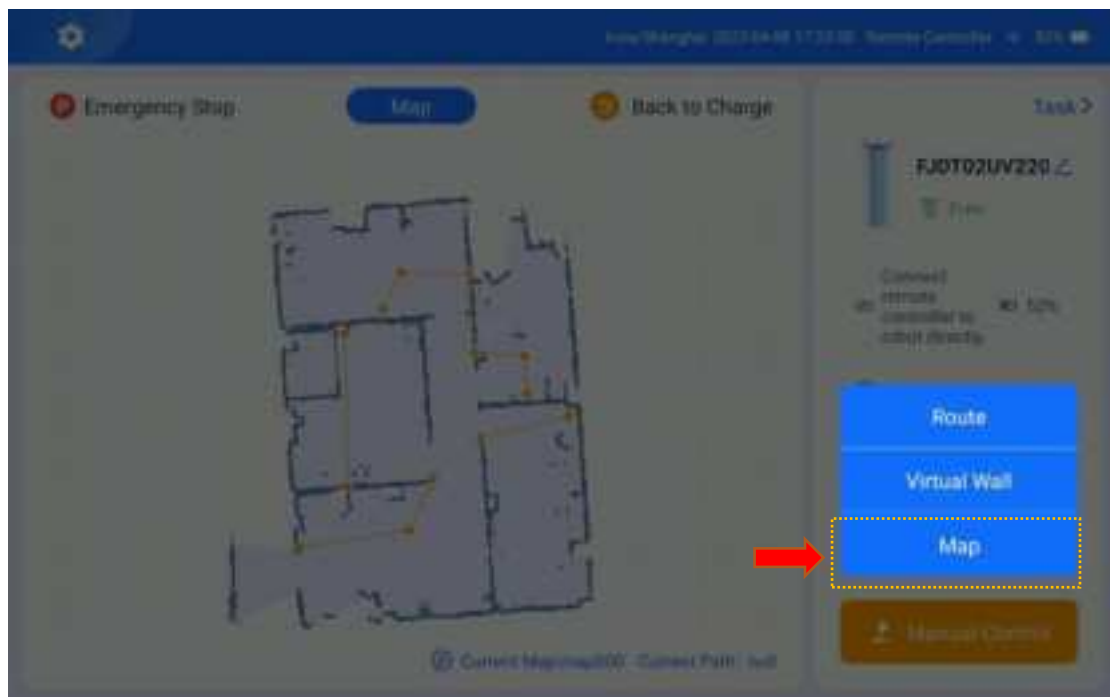 Emergency Stop
Map
Back to Charge
Task >
FJDT02UV220
Connect
remote
controller to
robot directly
Route
Virtual Wall
Map
Manual Control
Current Map:map000 Current Path: